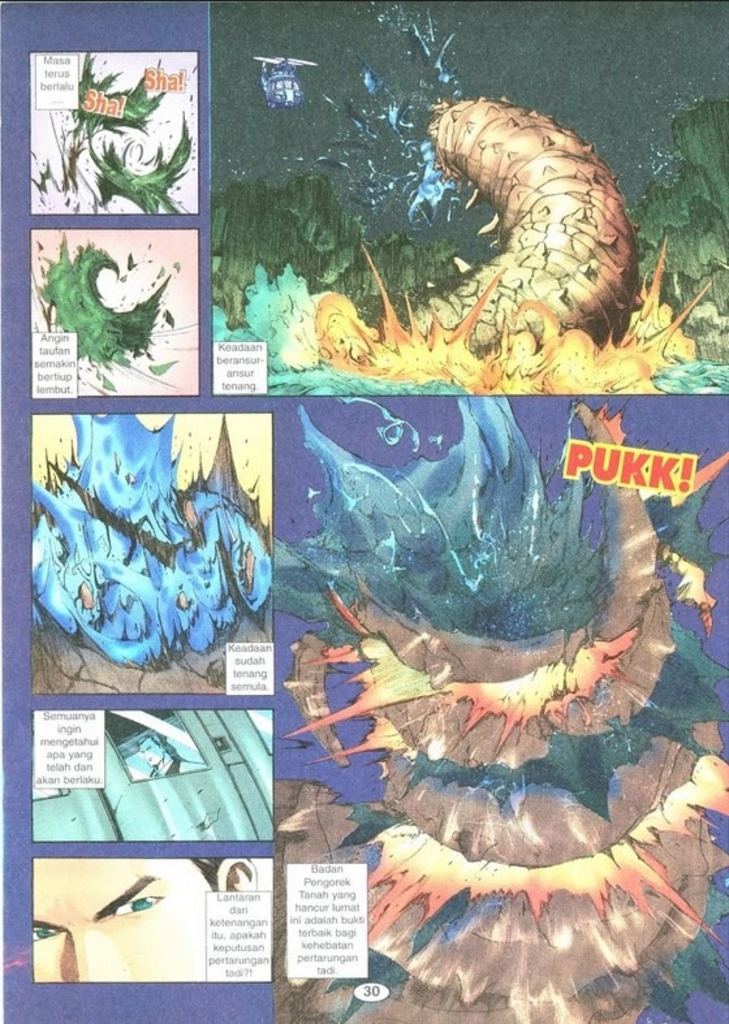 Masa
terus
berlalu
....
Sha!
Sha!
Angin
taufan
semakin
bertiup
lembut.
Keadaan
beransur-
ansur
tenang.
PUKK!
Keadaan
sudah
tenang
semula.
Semuanya
ingin
mengetahui
apa yang
telah dan
akan berlaku.
Lantaran
dari
ketenangan
itu, apakah
keputusan
pertarungan
tadi?!
Badan
Pengorek
Tanah yang
hancur lumat
ini adalah bukti
terbaik bagi
kehebatan
pertarungan
tadi.
30